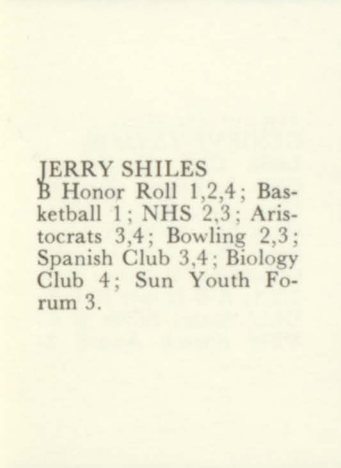 JERRY SHILES
B Honor Roll 1,2,4; Bas-
ketball 1; NHS 2,3; Aris-
tocrats 3,4; Bowling 2,3;
Spanish Club 3,4; Biology
Club 4; Sun Youth Fo-
rum 3.